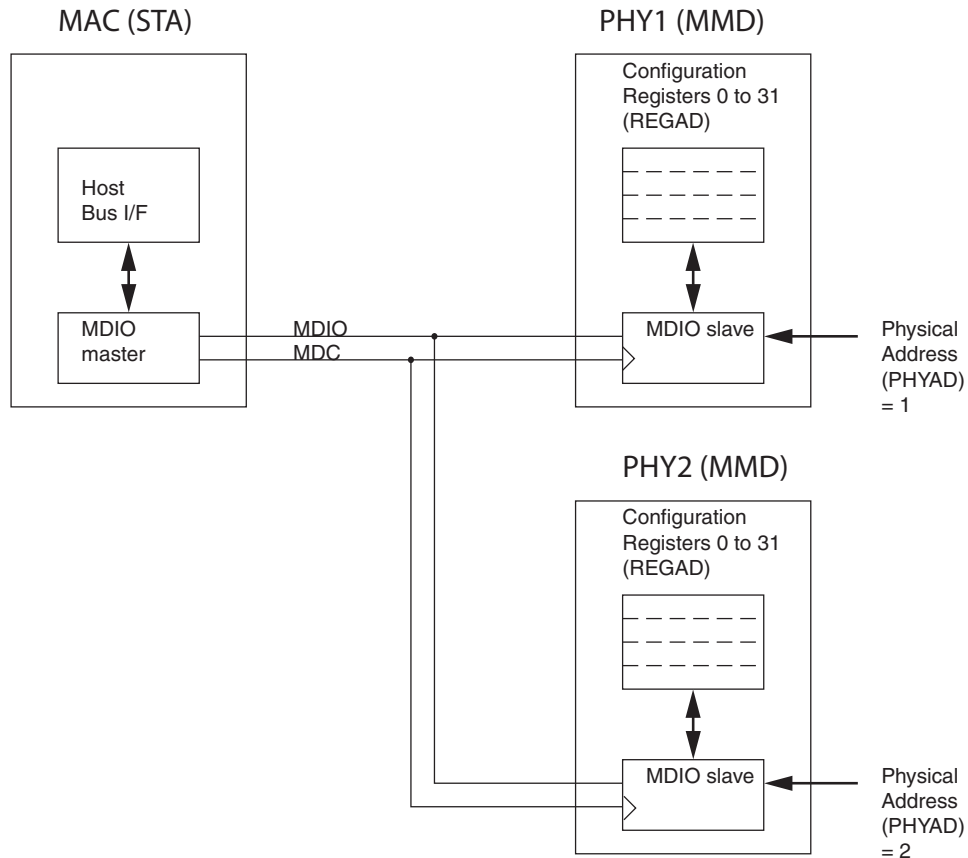 MAC (STA)
PHY1 (MMD)
Configuration
Registers 0 to 31
(REGAD)
Host
Bus I/F
MDIO
master
MDIO
MDC
MDIO slave
Physical
Address
(PHYAD)
= 1
PHY2 (MMD)
Configuration
Registers 0 to 31
(REGAD)
MDIO slave
Physical
Address
(PHYAD)
= 2